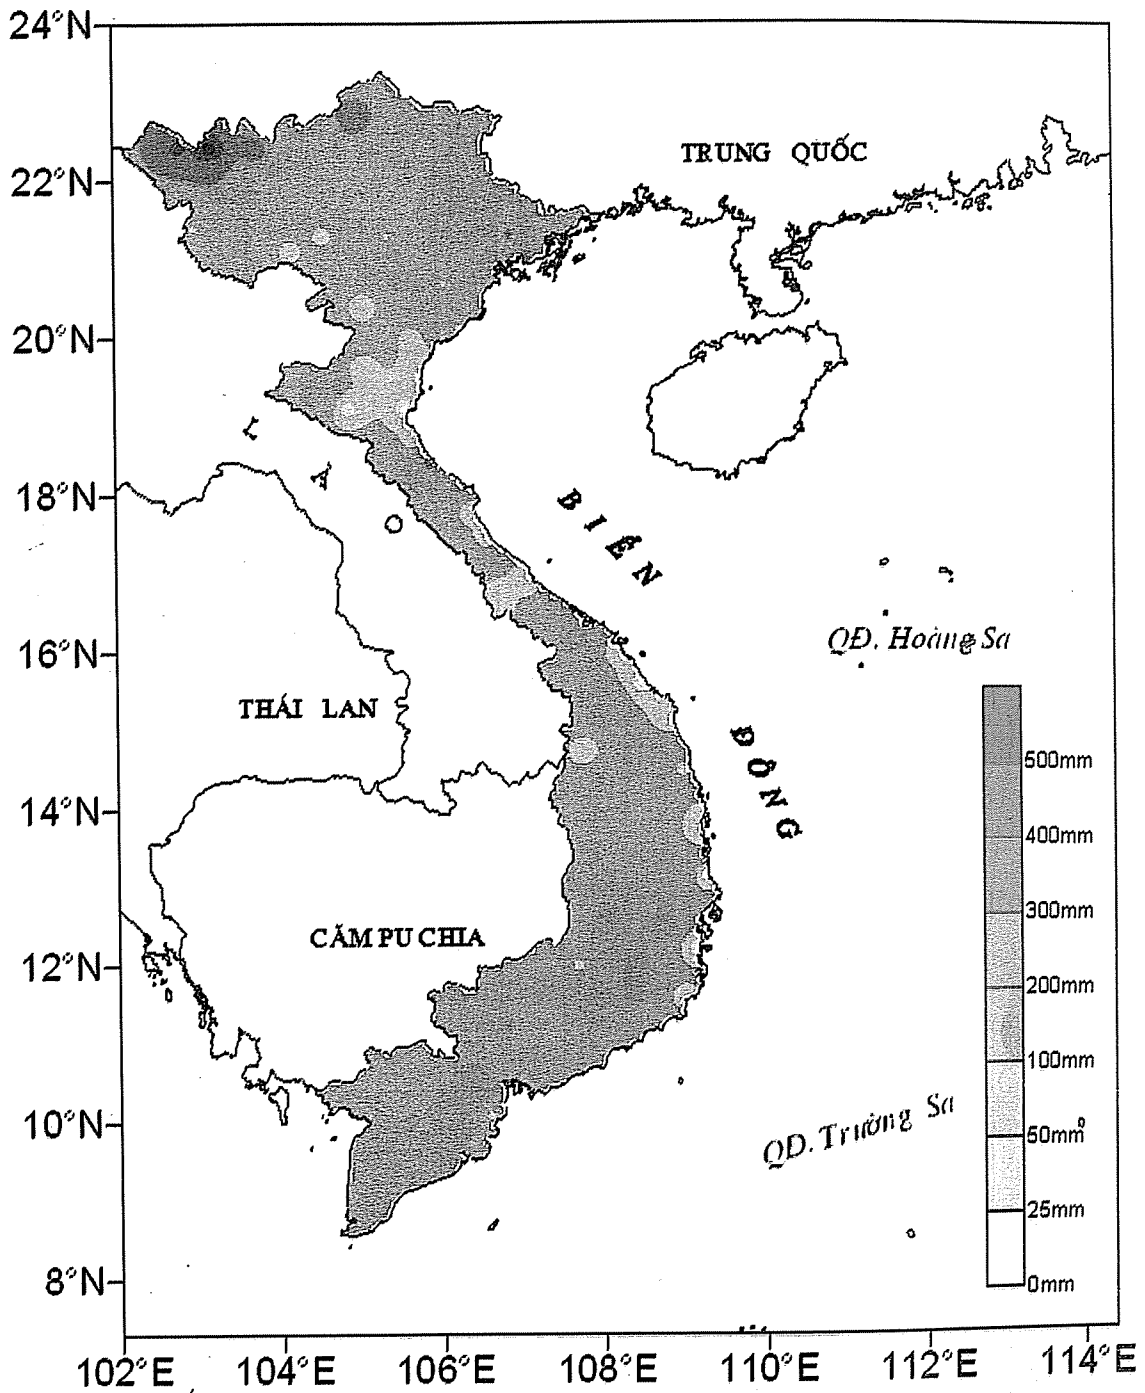 24°N
TRUNG QUỐC
22°N
20°N
L
À
O
18°N
BIỂN
QĐ. Hoàng Sa
16°N
THÁI LAN
ĐÔNG
500mm
14°N
400mm
300mm
CĂM PU CHIA
12°N
200mm
100mm
10°N
QĐ. Trường Sa
50mm
25mm
8°N
0mm
102°E 104°E 106°E 108°E 110°E 112°E 114°E